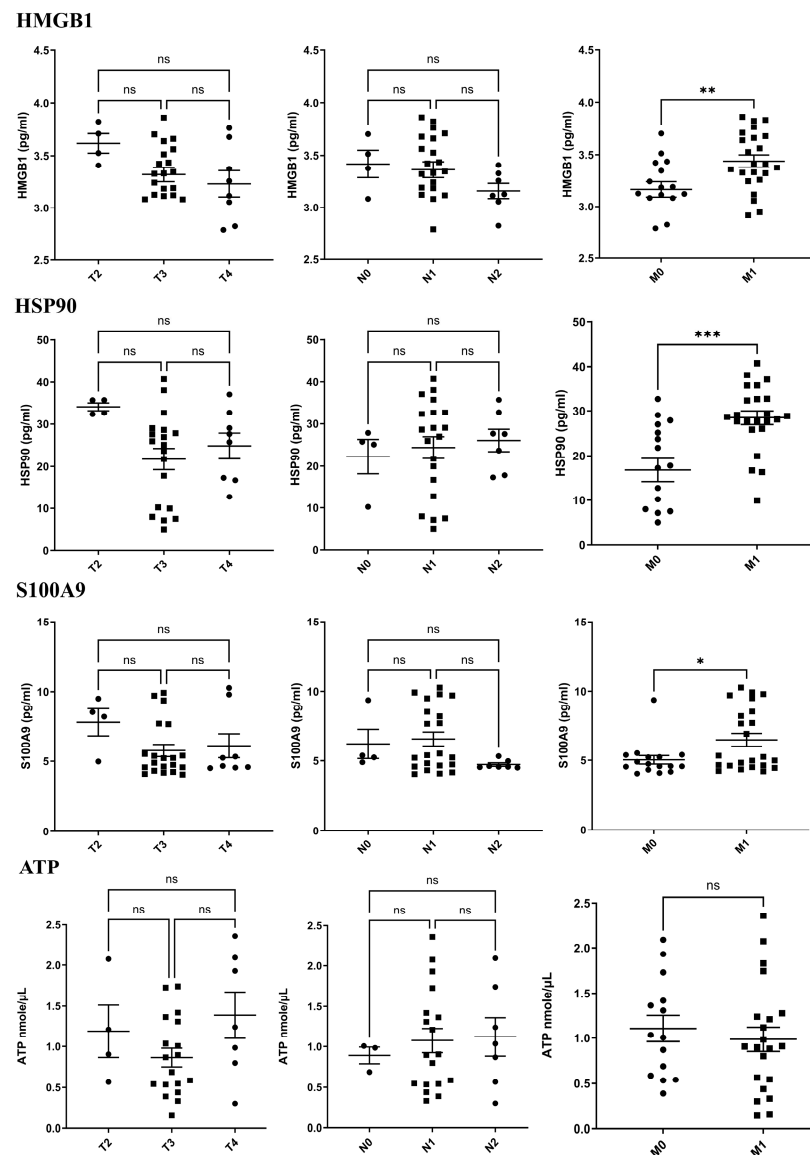 HMGB1
4.5
4.0
3.5
3.0
2.5
HMGB1 (pg/ml)
ns
ns
ns
T2
T3
T4
4.5
4.0
3.5
3.0
2.5
HMGB1 (pg/ml)
ns
ns
ns
N0
N1
N2
4.5
4.0
3.5
3.0
2.5
HMGB1 (pg/ml)
**
M0
M1
HSP90
50
40
30
20
10
0
HSP90 (pg/ml)
ns
ns
ns
T2
T3
T4
50
40
30
20
10
0
HSP90 (pg/ml)
ns
ns
ns
N0
N1
N2
50
40
30
20
10
0
HSP90 (pg/ml)
***
M0
M1
S100A9
15
10
5
0
S100A9 (pg/ml)
ns
ns
ns
T2
T3
T4
15
10
5
0
S100A9 (pg/ml)
ns
ns
ns
N0
N1
N2
15
10
5
0
S100A9 (pg/ml)
*
M0
M1
ATP
2.5
2.0
1.5
1.0
0.5
0.0
ATP nmole/μL
ns
ns
ns
T2
T3
T4
2.5
2.0
1.5
1.0
0.5
0.0
ATP nmole/μL
ns
ns
ns
N0
N1
N2
2.5
2.0
1.5
1.0
0.5
0.0
ATP nmole/μL
ns
M0
M1